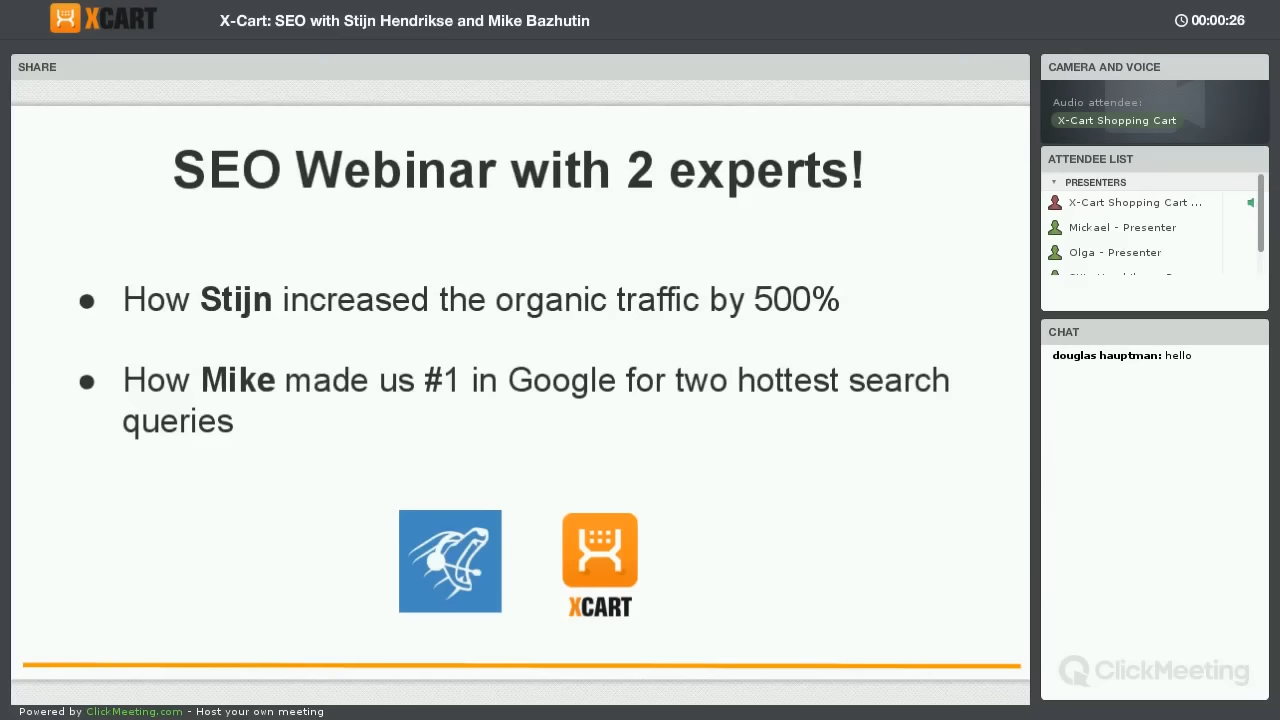 XCART
X-Cart: SEO with Stijn Hendrikse and Mike Bazhutin
00:00:26
SHARE
SEO Webinar with 2 experts!
● How Stijn increased the organic traffic by 500%
● How Mike made us #1 in Google for two hottest search
queries
XCART
CAMERA AND VOICE
Audio attendee:
X-Cart Shopping Cart
ATTENDEE LIST
PRESENTERS
X-Cart Shopping Cart ...
Mickael - Presenter
Olga - Presenter
CHAT
douglas hauptman: hello
ClickMeeting
Powered by ClickMeeting.com - Host your own meeting